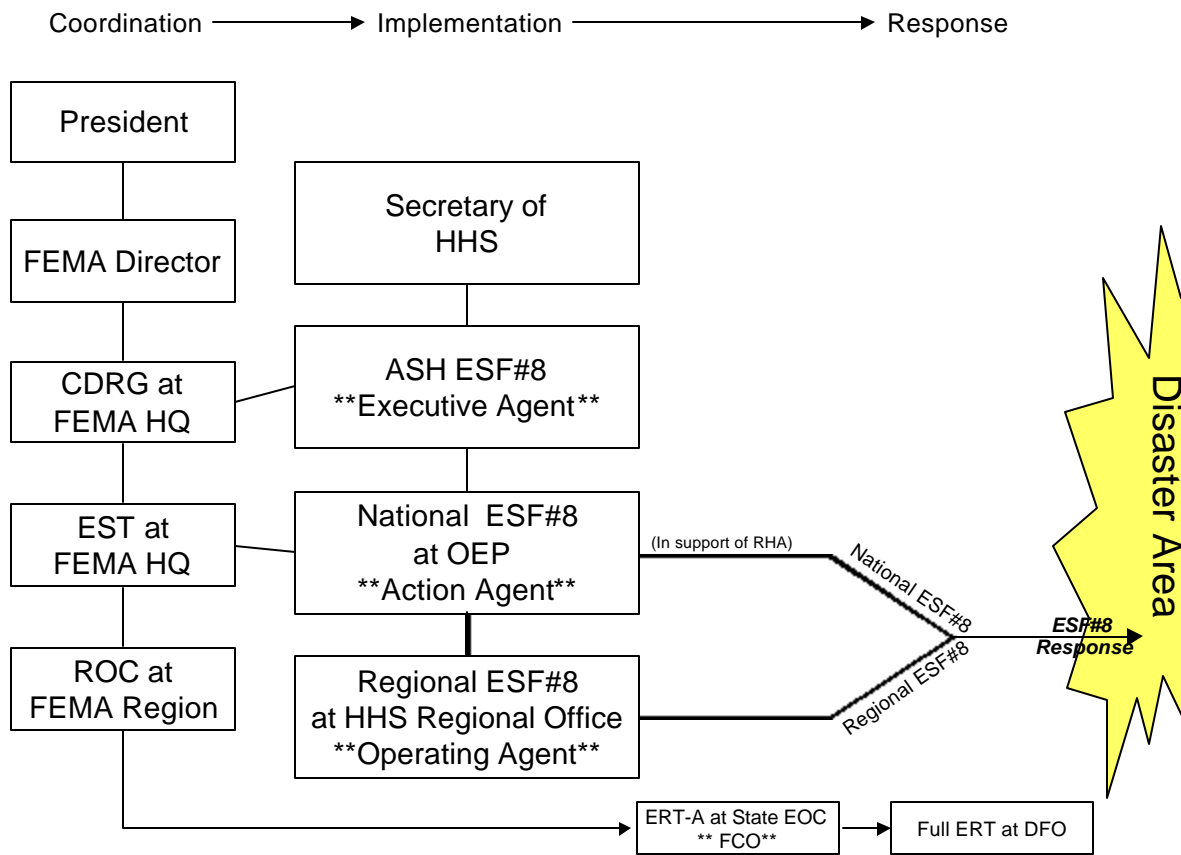 Coordination Implementation Response
President
FEMA Director
CDRG at
FEMA HQ
EST at
FEMA HQ
ROC at
FEMA Region
Secretary of
HHS
ASH ESF#8
**Executive Agent**
National ESF#8
at OEP
**Action Agent**
Regional ESF#8
at HHS Regional Office
**Operating Agent**
(In support of RHA)
National ESF#8
Regional ESF#8
ESF#8
Response
Disaster Area
ERT-A at State EOC
** FCO**
Full ERT at DFO